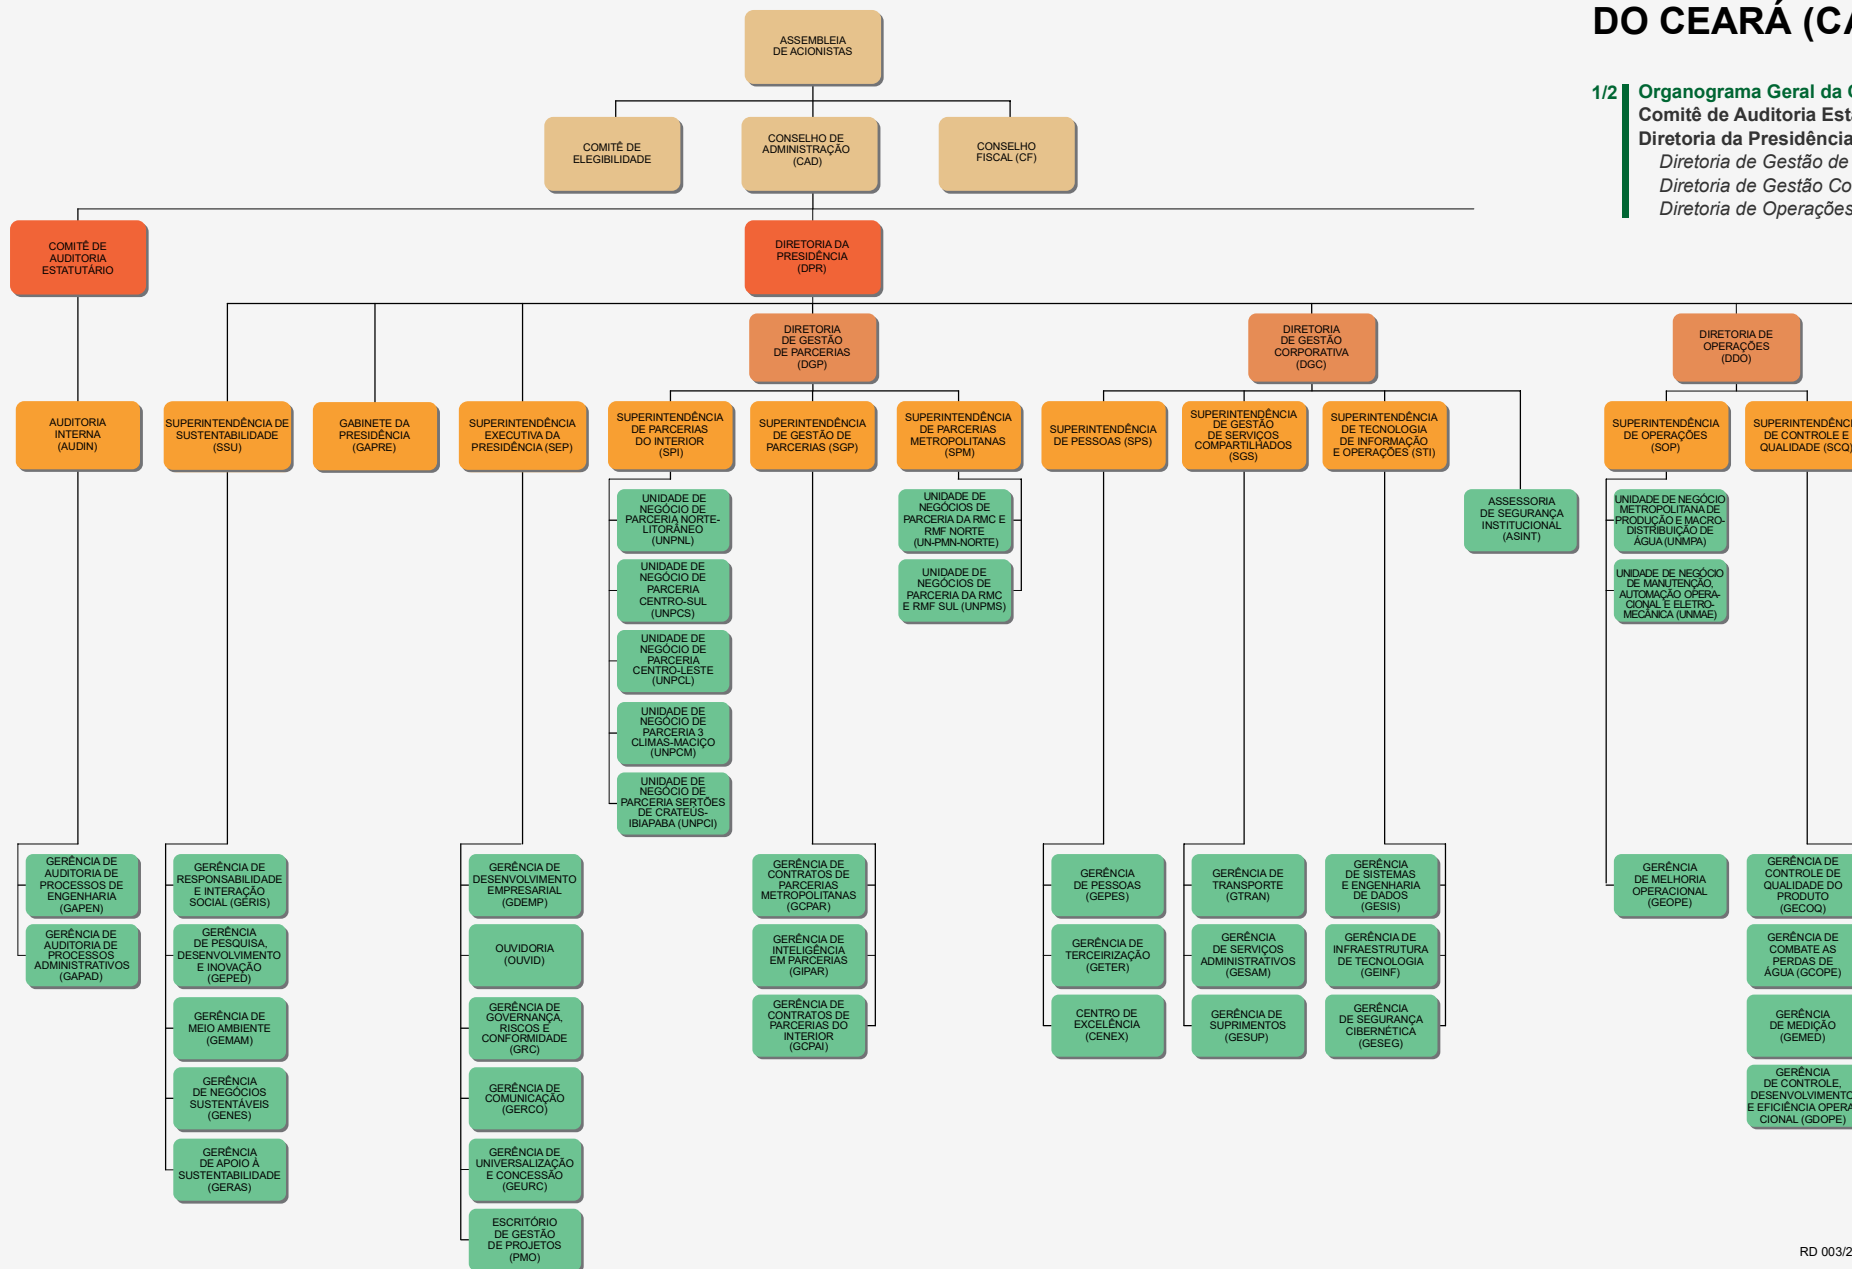 DO CEARÁ (CA
1/2
Organograma Geral da
Comitê de Auditoria Est
Diretoria da Presidência
Diretoria de Gestão de
Diretoria de Gestão Co
Diretoria de Operações
ASSEMBLEIA
DE ACIONISTAS
COMITÊ DE
ELEGIBILIDADE
CONSELHO DE
ADMINISTRAÇÃO
(CAD)
CONSELHO
FISCAL (CF)
COMITÊ DE
AUDITORIA
ESTATUTÁRIO
DIRETORIA DA
PRESIDÊNCIA
(DPR)
DIRETORIA
DE GESTÃO
DE PARCERIAS
(DGP)
DIRETORIA
DE GESTÃO
CORPORATIVA
(DGC)
DIRETORIA DE
OPERAÇÕES
(DDO)
AUDITORIA
INTERNA
(AUDIN)
SUPERINTENDÊNCIA DE
SUSTENTABILIDADE
(SSU)
GABINETE DA
PRESIDÊNCIA
(GAPRE)
SUPERINTENDÊNCIA
EXECUTIVA DA
PRESIDÊNCIA (SEP)
SUPERINTENDÊNCIA
DE PARCERIAS
DO INTERIOR
(SPI)
SUPERINTENDÊNCIA
DE GESTÃO DE
PARCERIAS (SGP)
SUPERINTENDÊNCIA
DE PARCERIAS
METROPOLITANAS
(SPM)
SUPERINTENDÊNCIA
DE PESSOAS (SPS)
SUPERINTENDÊNCIA
DE GESTÃO
DE SERVIÇOS
COMPARTILHADOS
(SGS)
SUPERINTENDÊNCIA
DE TECNOLOGIA
DE INFORMAÇÃO
E OPERAÇÕES (STI)
SUPERINTENDÊNCIA
DE OPERAÇÕES
(SOP)
SUPERINTENDÊNCI
DE CONTROLE E
QUALIDADE (SCQ)
UNIDADE DE
NEGÓCIO DE
PARCERIA NORTE-
LITORÂNEO
(UNPNL)
UNIDADE DE
NEGÓCIO DE
PARCERIA
CENTRO-SUL
(UNPCS)
UNIDADE DE
NEGÓCIO DE
PARCERIA
CENTRO-LESTE
(UNPCL)
UNIDADE DE
NEGÓCIO DE
PARCERIA 3
CLIMAS-MACIÇO
(UNPCM)
UNIDADE DE
NEGÓCIO DE
PARCERIA SERTÕES
DE CRATEÚS-
IBIAPABA (UNPCI)
UNIDADE DE
NEGÓCIOS DE
PARCERIA DA RMC E
RMF NORTE
(UN-PMN-NORTE)
UNIDADE DE
NEGÓCIOS DE
PARCERIA DA RMC
E RMF SUL (UNPMS)
ASSESSORIA
DE SEGURANÇA
INSTITUCIONAL
(ASINT)
UNIDADE DE NEGÓCIO
METROPOLITANA DE
PRODUÇÃO E MACRO-
DISTRIBUIÇÃO DE
ÁGUA (UNMPA)
UNIDADE DE NEGÓCIO
DE MANUTENÇÃO,
AUTOMAÇÃO OPERA-
CIONAL E ELETRO-
MECÂNICA (UNMAE)
GERÊNCIA DE
AUDITORIA DE
PROCESSOS DE
ENGENHARIA
(GAPEN)
GERÊNCIA DE
AUDITORIA DE
PROCESSOS
ADMINISTRATIVOS
(GAPAD)
GERÊNCIA DE
RESPONSABILIDADE
E INTERAÇÃO
SOCIAL (GERIS)
GERÊNCIA
DE PESQUISA,
DESENVOLVIMENTO
E INOVAÇÃO
(GEPED)
GERÊNCIA DE
MEIO AMBIENTE
(GEMAM)
GERÊNCIA
DE NEGÓCIOS
SUSTENTÁVEIS
(GENES)
GERÊNCIA
DE APOIO À
SUSTENTABILIDADE
(GERAS)
GERÊNCIA DE
DESENVOLVIMENTO
EMPRESARIAL
(GDEMP)
OUVIDORIA
(OUVID)
GERÊNCIA DE
GOVERNANÇA,
RISCOS E
CONFORMIDADE
(GRC)
GERÊNCIA DE
COMUNICAÇÃO
(GERCO)
GERÊNCIA DE
UNIVERSALIZAÇÃO
E CONCESSÃO
(GEURC)
ESCRITÓRIO
DE GESTÃO
DE PROJETOS
(PMO)
GERÊNCIA DE
CONTRATOS DE
PARCERIAS
METROPOLITANAS
(GCPAR)
GERÊNCIA DE
INTELIGÊNCIA
EM PARCERIAS
(GIPAR)
GERÊNCIA DE
CONTRATOS DE
PARCERIAS DO
INTERIOR
(GCPAI)
GERÊNCIA
DE PESSOAS
(GEPES)
GERÊNCIA DE
TERCEIRIZAÇÃO
(GETER)
CENTRO DE
EXCELÊNCIA
(CENEX)
GERÊNCIA DE
TRANSPORTE
(GTRAN)
GERÊNCIA
DE SERVIÇOS
ADMINISTRATIVOS
(GESAM)
GERÊNCIA DE
SUPRIMENTOS
(GESUP)
GERÊNCIA
DE SISTEMAS
E ENGENHARIA
DE DADOS
(GESIS)
GERÊNCIA DE
INFRAESTRUTURA
DE TECNOLOGIA
(GEINF)
GERÊNCIA
DE SEGURANÇA
CIBERNÉTICA
(GESEG)
GERÊNCIA
DE MELHORIA
OPERACIONAL
(GEOPE)
GERÊNCIA DE
CONTROLE DE
QUALIDADE DO
PRODUTO
(GECOQ)
GERÊNCIA DE
COMBATE AS
PERDAS DE
ÁGUA (GCOPE)
GERÊNCIA
DE MEDIÇÃO
(GEMED)
GERÊNCIA
DE CONTROLE,
DESENVOLVIMENTO
E EFICIÊNCIA OPERA
CIONAL (GDOPE)
RD 003/2